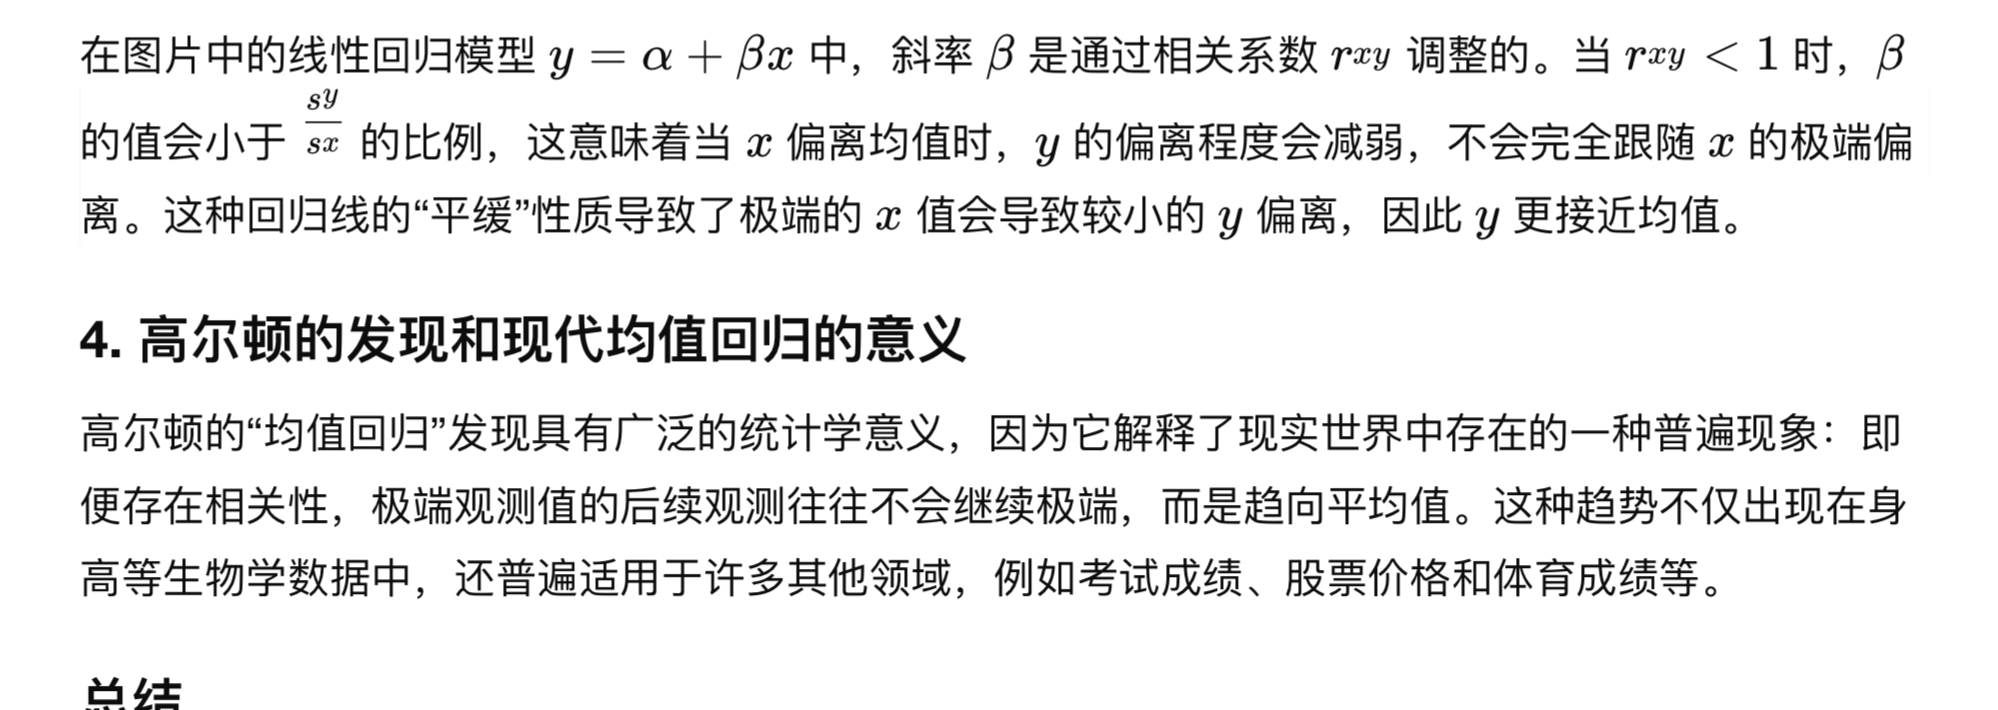 在图片中的线性回归模型 y = α + βx 中，斜率 β 是通过相关系数 rxy 调整的。当 rxy < 1 时，β
的值会小于 sy/sx 的比例，这意味着当 x 偏离均值时，y 的偏离程度会减弱，不会完全跟随 x 的极端偏
离。这种回归线的“平缓”性质导致了极端的 x 值会导致较小的 y 偏离，因此 y 更接近均值。
4. 高尔顿的发现和现代均值回归的意义
高尔顿的“均值回归”发现具有广泛的统计学意义，因为它解释了现实世界中存在的一种普遍现象：即
便存在相关性，极端观测值的后续观测往往不会继续极端，而是趋向平均值。这种趋势不仅出现在身
高等生物学数据中，还普遍适用于许多其他领域，例如考试成绩、股票价格和体育成绩等。
总结